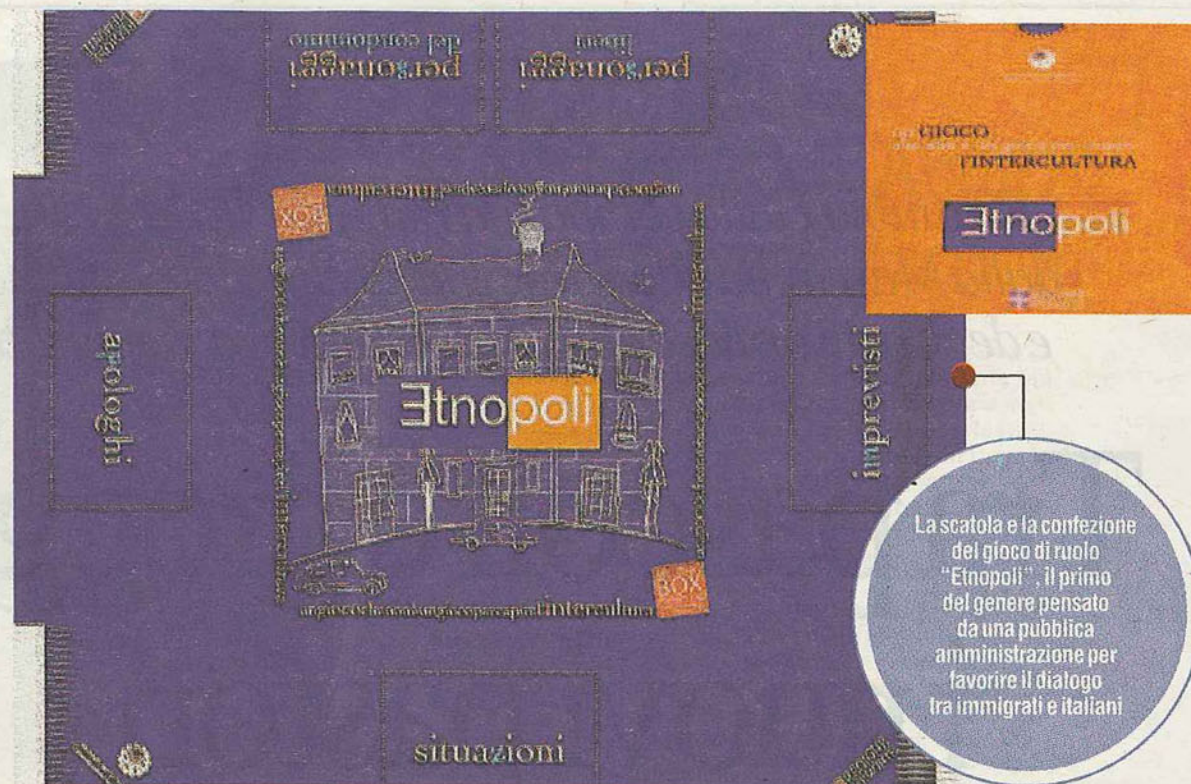 personaggi
del condominio
personaggi
liberi
GIOCO
l'INTERCULTURA
Etnopoli
BOX
apologhi
Etnopoli
imprevisti
BOX
ungiocochenonèungiocopercapirel'intercultura
situazioni
La scatola e la confezione
del gioco di ruolo
"Etnopoli", il primo
del genere pensato
da una pubblica
amministrazione per
favorire il dialogo
tra immigrati e italiani